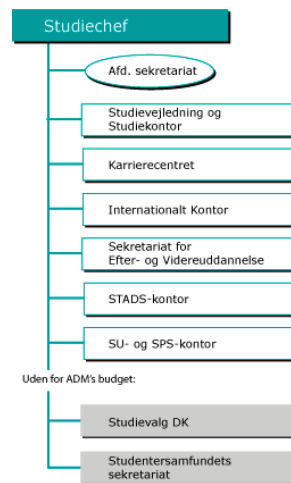 Studiechef
Afd. sekretariat
Studievejledning og
Studiekontor
Karrierecentret
Internationalt Kontor
Sekretariat for
Efter- og Videreuddannelse
STADS-kontor
SU- og SPS-kontor
Uden for ADM's budget:
Studievalg DK
Studentersamfundets
sekretariat